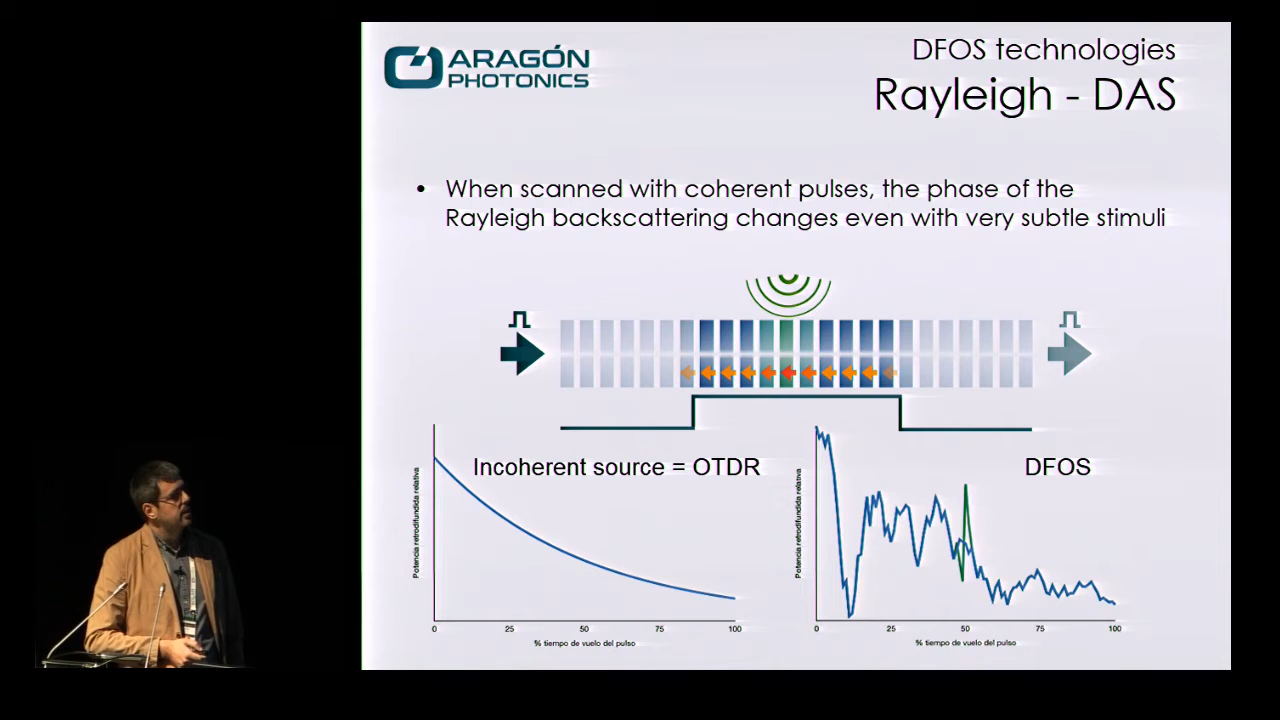 ARAGÓN
PHOTONICS
DFOS technologies
Rayleigh - DAS
• When scanned with coherent pulses, the phase of the
Rayleigh backscattering changes even with very subtle stimuli
Incoherent source = OTDR
Potencia retrodifundida relativa
0 25 50 75 100
% tiempo de vuelo del pulso
DFOS
Potencia retrodifundida relativa
0 25 50 75 100
% tiempo de vuelo del pulso